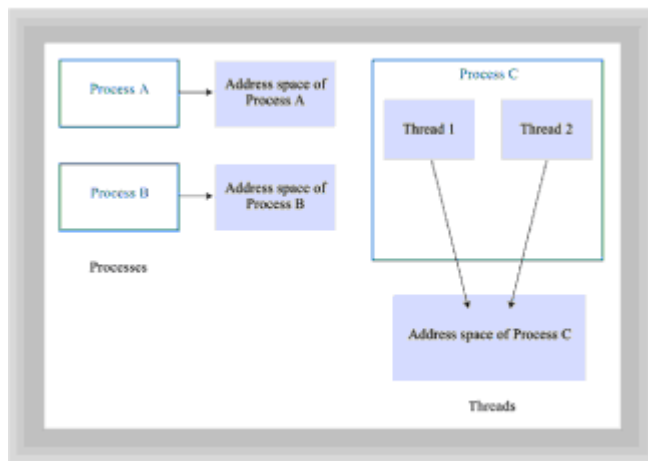 Process A
Address space of
Process A
Process B
Address space of
Process B
Processes
Process C
Thread 1
Thread 2
Address space of Process C
Threads